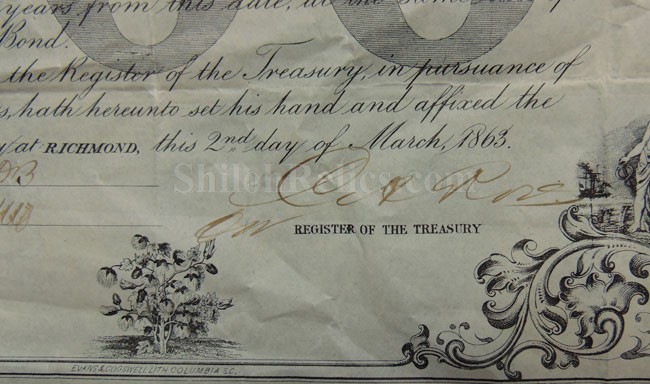 years from this date, at the same
Bond.
the Register of the Treasury, in pursuance of
s, hath hereunto set his hand and affixed the
y at RICHMOND, this 2nd day of March, 1863.
ShilohRelics.com
REGISTER OF THE TREASURY
EVANS & COGSWELL LITH COLUMBIA S.C.